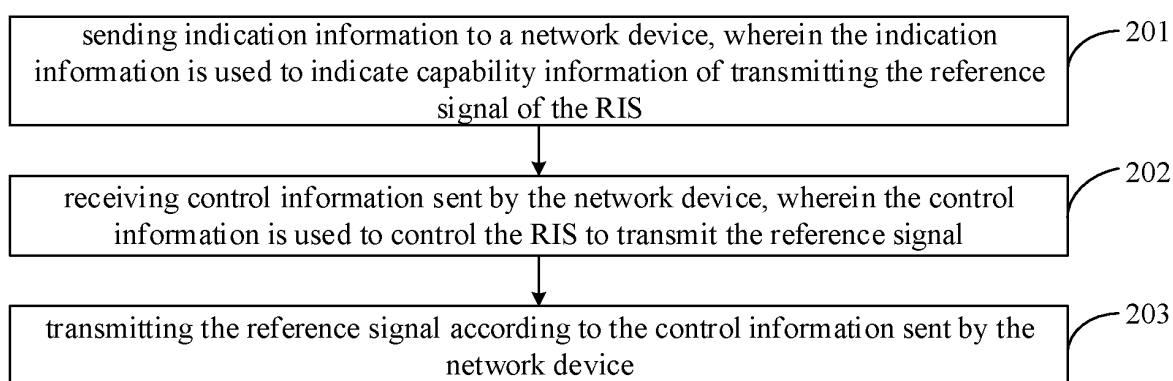 sending indication information to a network device, wherein the indication
information is used to indicate capability information of transmitting the reference
signal of the RIS
201
receiving control information sent by the network device, wherein the control
information is used to control the RIS to transmit the reference signal
202
transmitting the reference signal according to the control information sent by the
network device
203